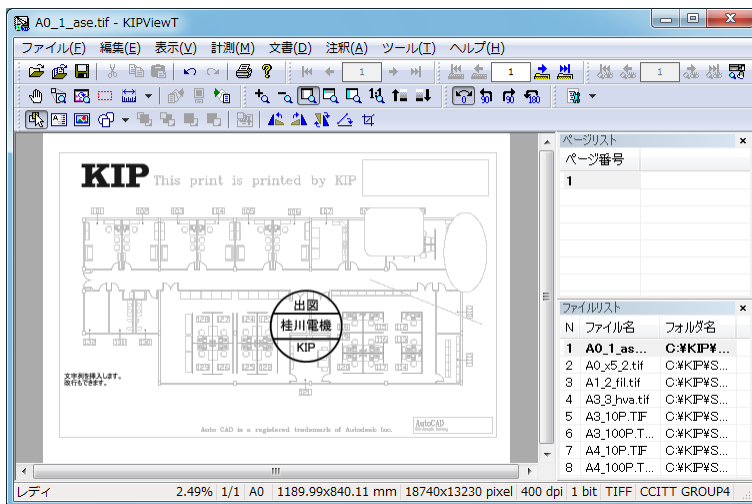 A0_1_ase.tif - KIPViewT
ファイル(F) 編集(E) 表示(V) 計測(M) 文書(D) 注釈(A) ツール(T) ヘルプ(H)
1 1 1
ページリスト
ページ番号
1
KIP This print is printed by KIP
出図
桂川電機
KIP
文字列を挿入します。
改行もできます。
Auto CAD is a registered trademark of Autodesk Inc.
AutoCAD
ファイルリスト
N ファイル名 フォルダ名
1 A0_1_as... C:¥KIP¥...
2 A0_x5_2.tif C:¥KIP¥S...
3 A1_2_fil.tif C:¥KIP¥S...
4 A3_3_hva.tif C:¥KIP¥S...
5 A3_10P.TIF C:¥KIP¥S...
6 A3_100P.T... C:¥KIP¥S...
7 A4_10P.TIF C:¥KIP¥S...
8 A4_100P.T... C:¥KIP¥S...
レディ 2.49% 1/1 A0 1189.99x840.11 mm 18740x13230 pixel 400 dpi 1 bit TIFF CCITT GROUP4